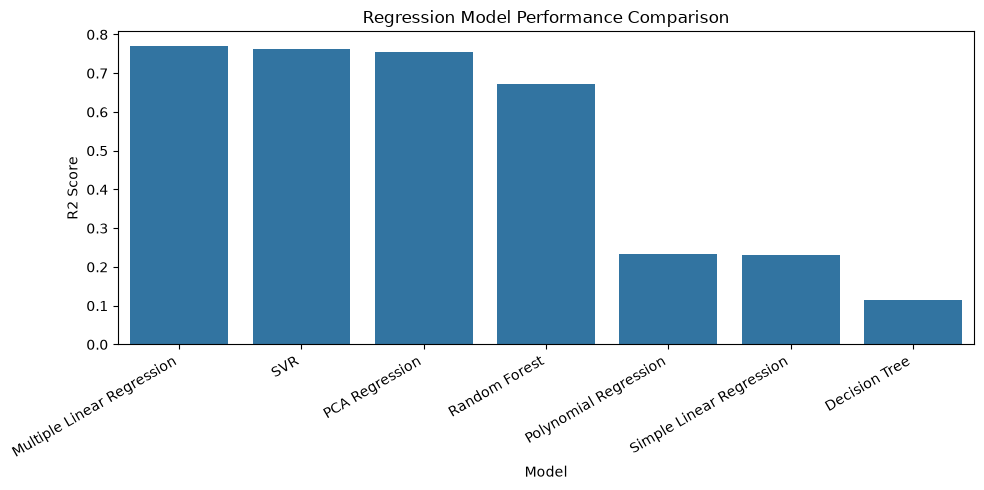 Regression Model Performance Comparison
R2 Score
0.8
0.7
0.6
0.5
0.4
0.3
0.2
0.1
0.0
Multiple Linear Regression
SVR
PCA Regression
Random Forest
Polynomial Regression
Simple Linear Regression
Decision Tree
Model